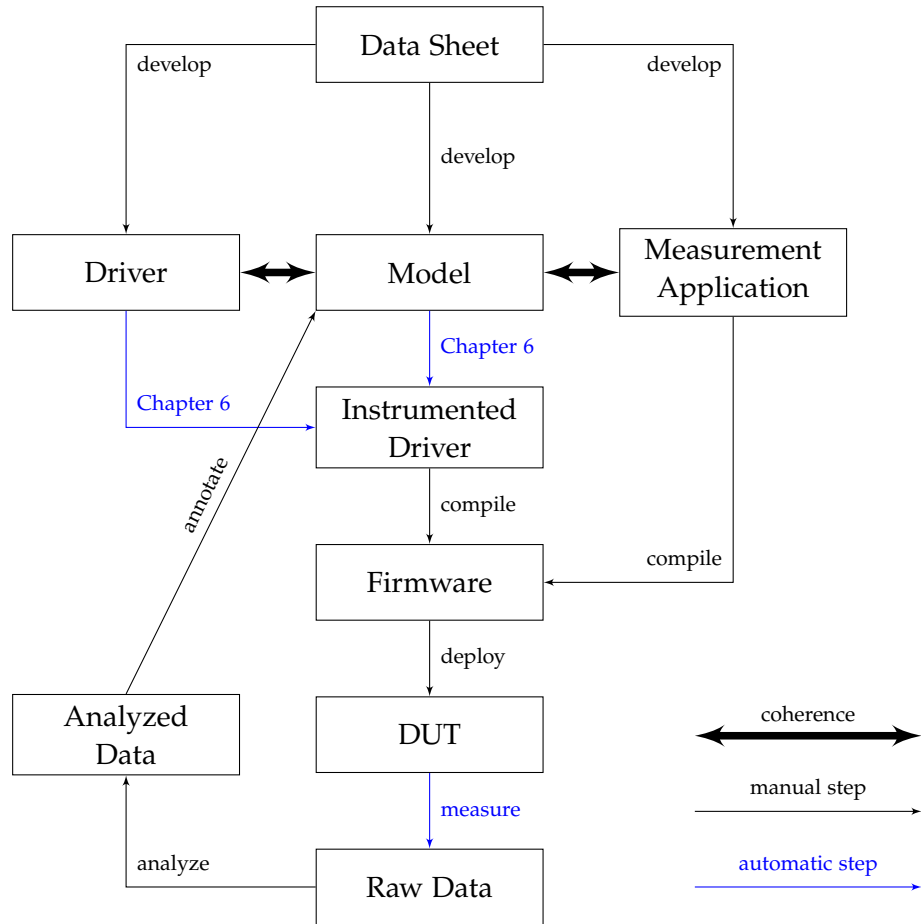 Data Sheet
develop
develop
develop
Driver
Model
Measurement
Application
Chapter 6
Chapter 6
Instrumented
Driver
annotate
compile
Firmware
compile
deploy
Analyzed
Data
DUT
coherence
manual step
measure
analyze
Raw Data
automatic step